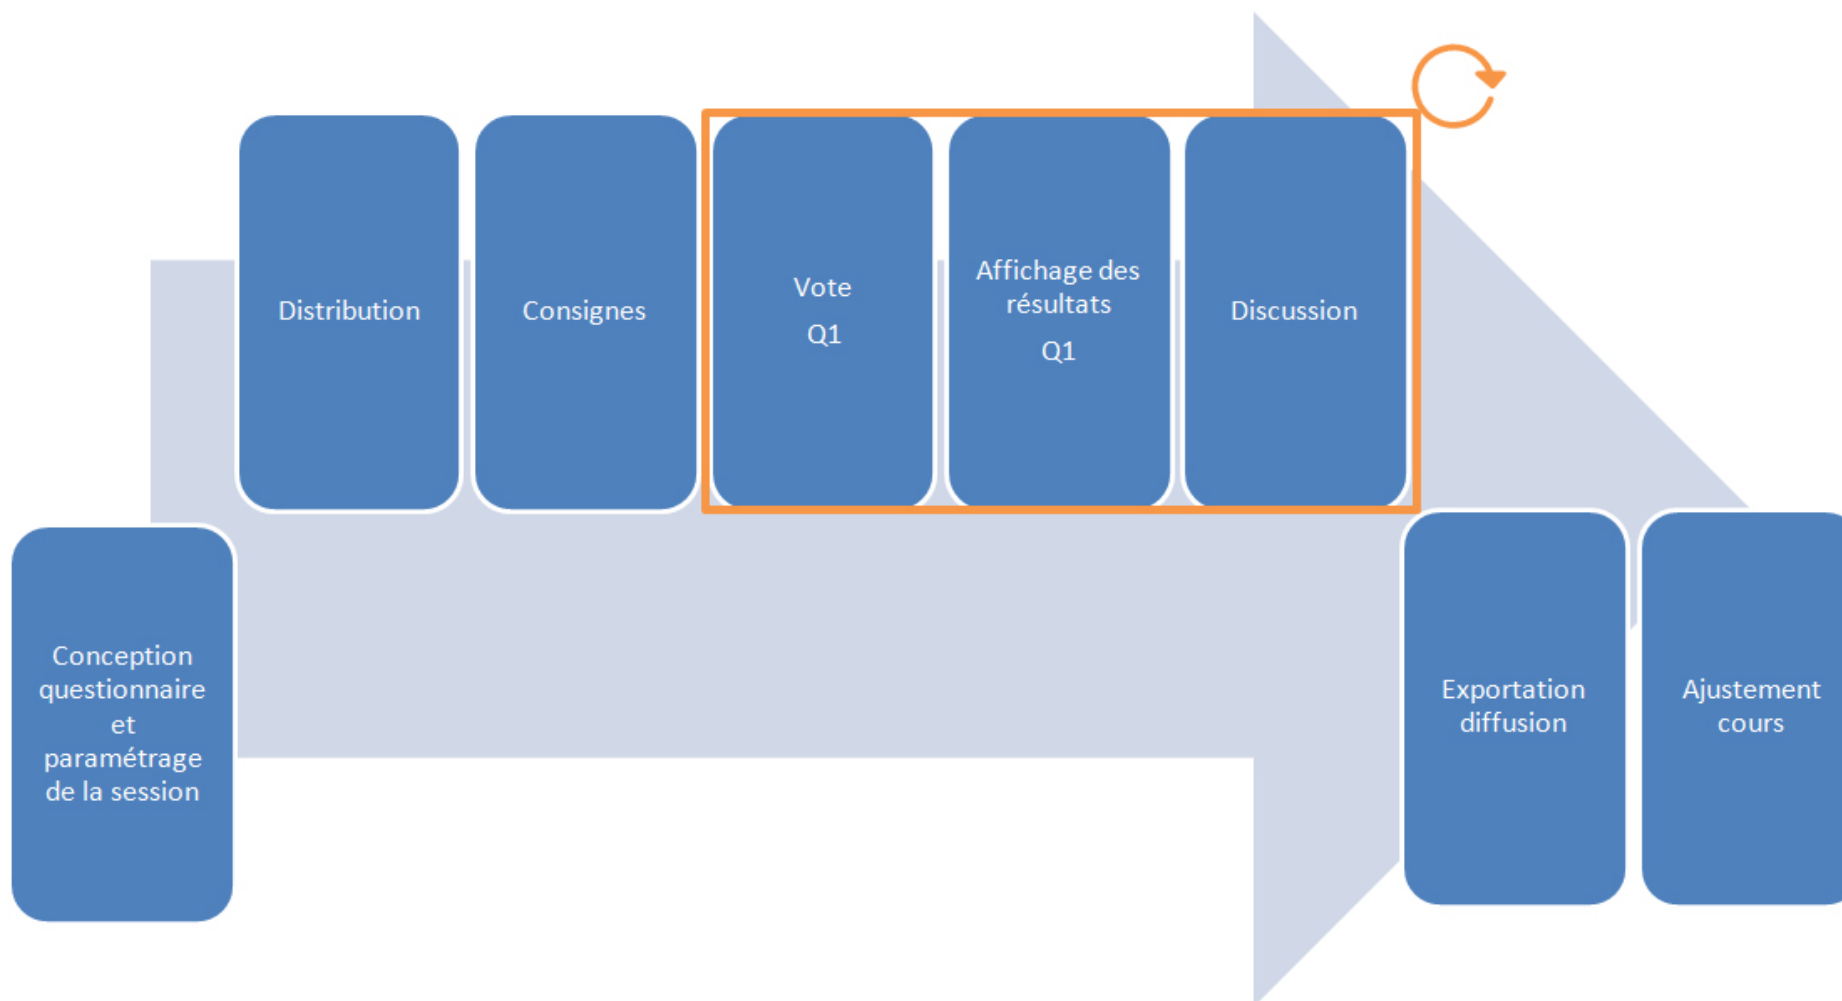 Distribution
Consignes
Vote
Q1
Affichage des
résultats
Q1
Discussion
Conception
questionnaire
et
paramétrage
de la session
Exportation
diffusion
Ajustement
cours